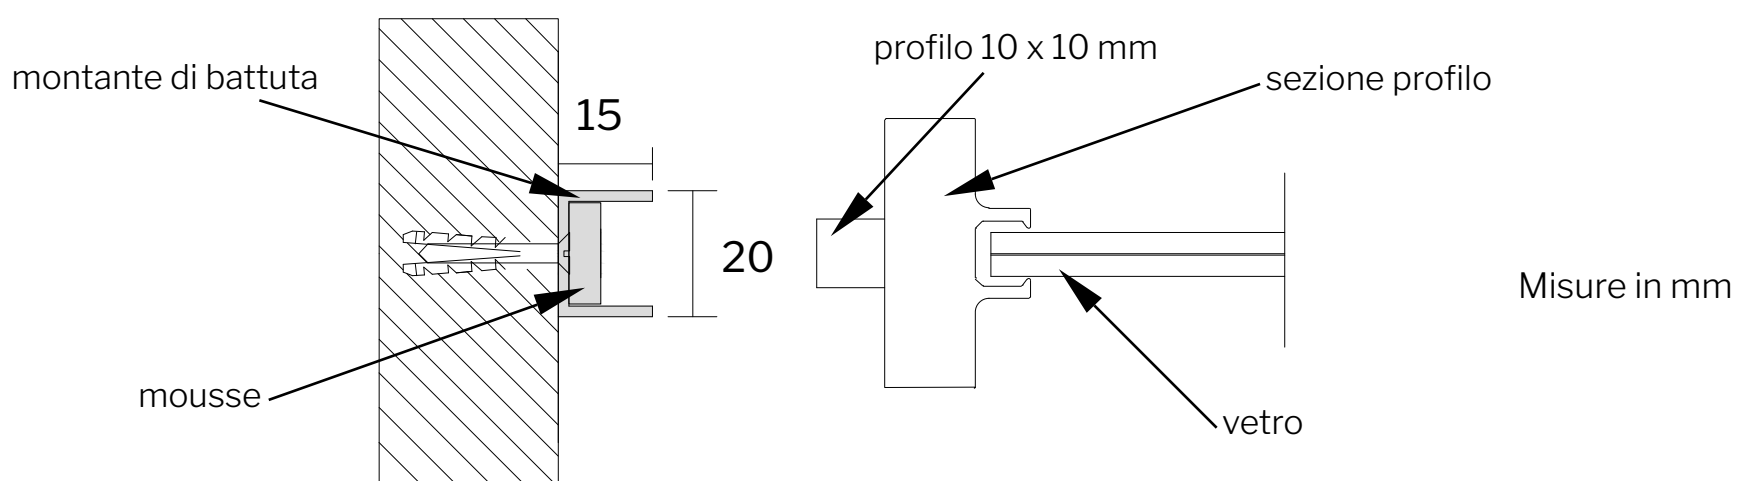 profilo 10 x 10 mm
montante di battuta
sezione profilo
15
20
Misure in mm
mousse
vetro